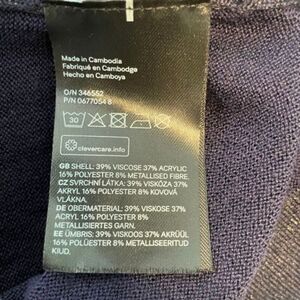 Made in Cambodia
Fabriqué en Cambodge
Hecho en Camboya
O/N 346552
P/N 0677054 8
30
clevercare.info
GB SHELL: 39% VISCOSE 37% ACRYLIC
16% POLYESTER 8% METALLISED FIBRE.
CZ SVRCHNÍ LÁTKA: 39% VISKÓZA 37%
AKRYL 16% POLYESTER 8% KOVOVÁ
VLÁKNA.
DE OBERMATERIAL: 39% VISKOSE 37%
ACRYL 16% POLYESTER 8%
METALLISIERTES GARN.
EE ÜMBRIS: 39% VISKOOS 37% AKRÜÜL
16% POLÜESTER 8% METALLISEERITUD
KIUD.